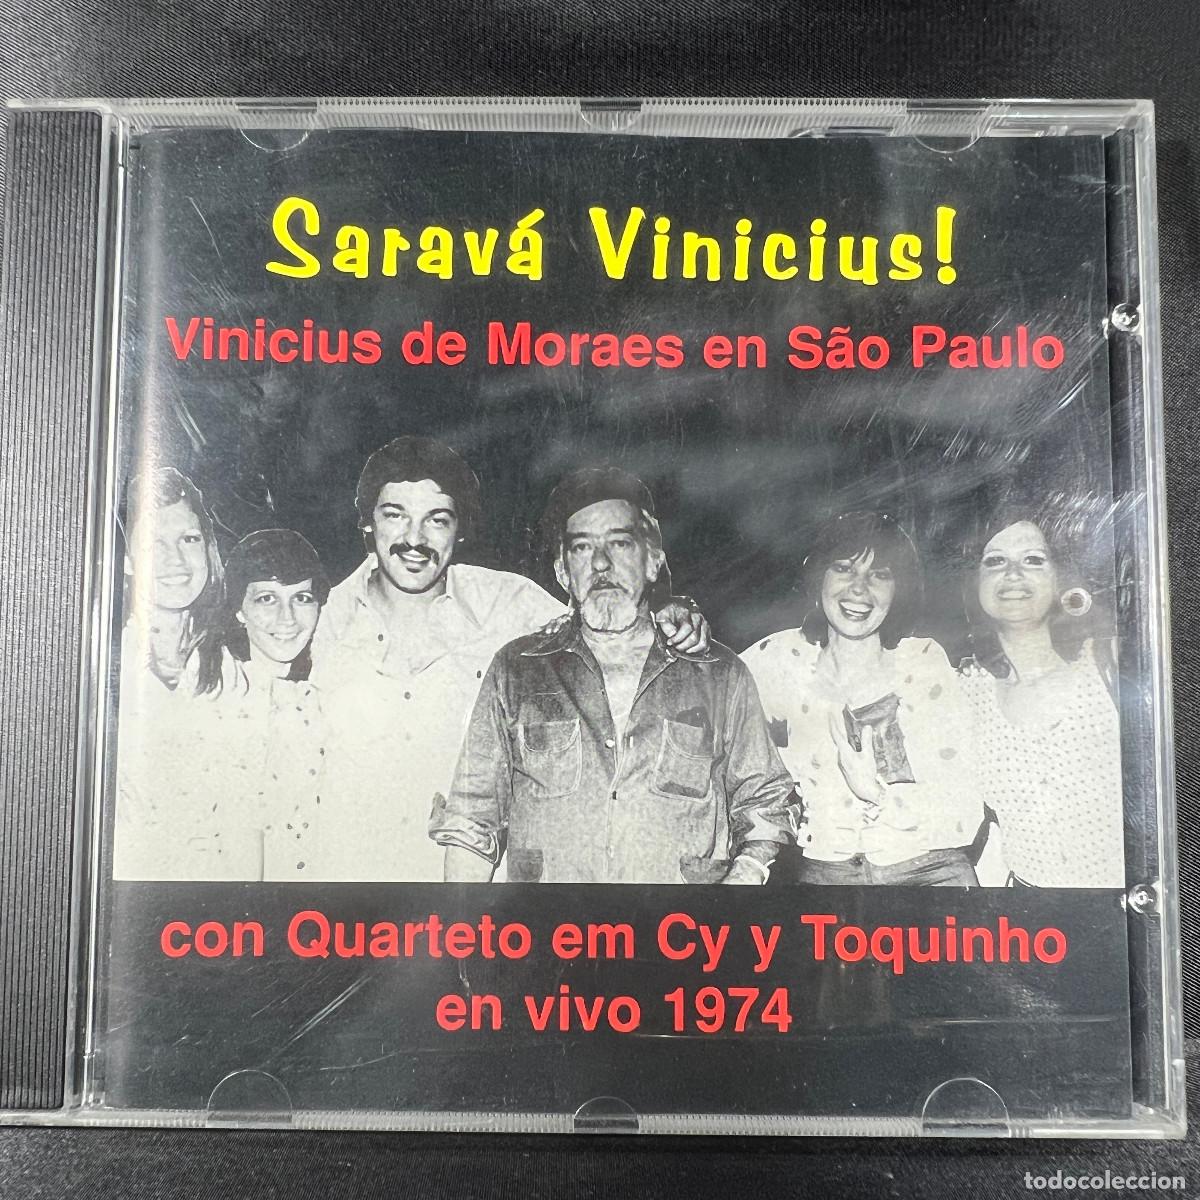 Saravá Vinicius!
Vinicius de Moraes en São Paulo
con Quarteto em Cy y Toquinho
en vivo 1974
todocoleccion